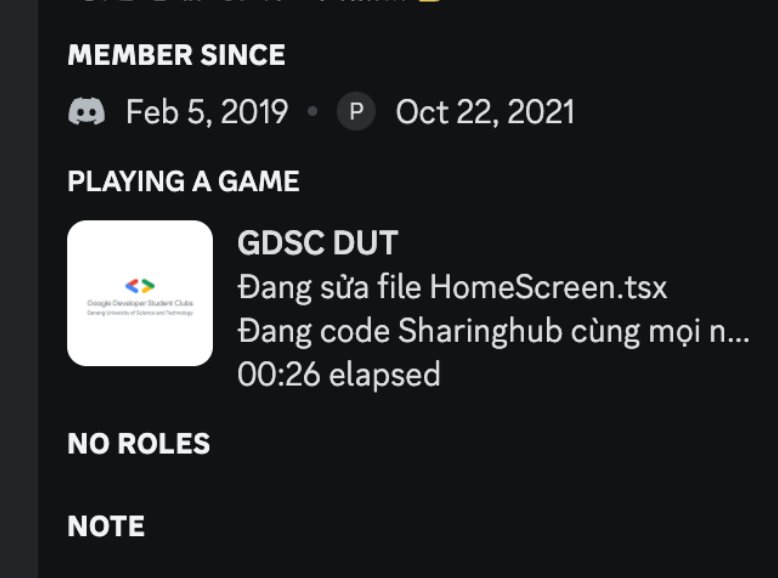 MEMBER SINCE
Feb 5, 2019 • P Oct 22, 2021
PLAYING A GAME
GDSC DUT
Google Developer Student Clubs
Danang University of Science and Technology
Đang sửa file HomeScreen.tsx
Đang code Sharinghub cùng mọi n...
00:26 elapsed
NO ROLES
NOTE